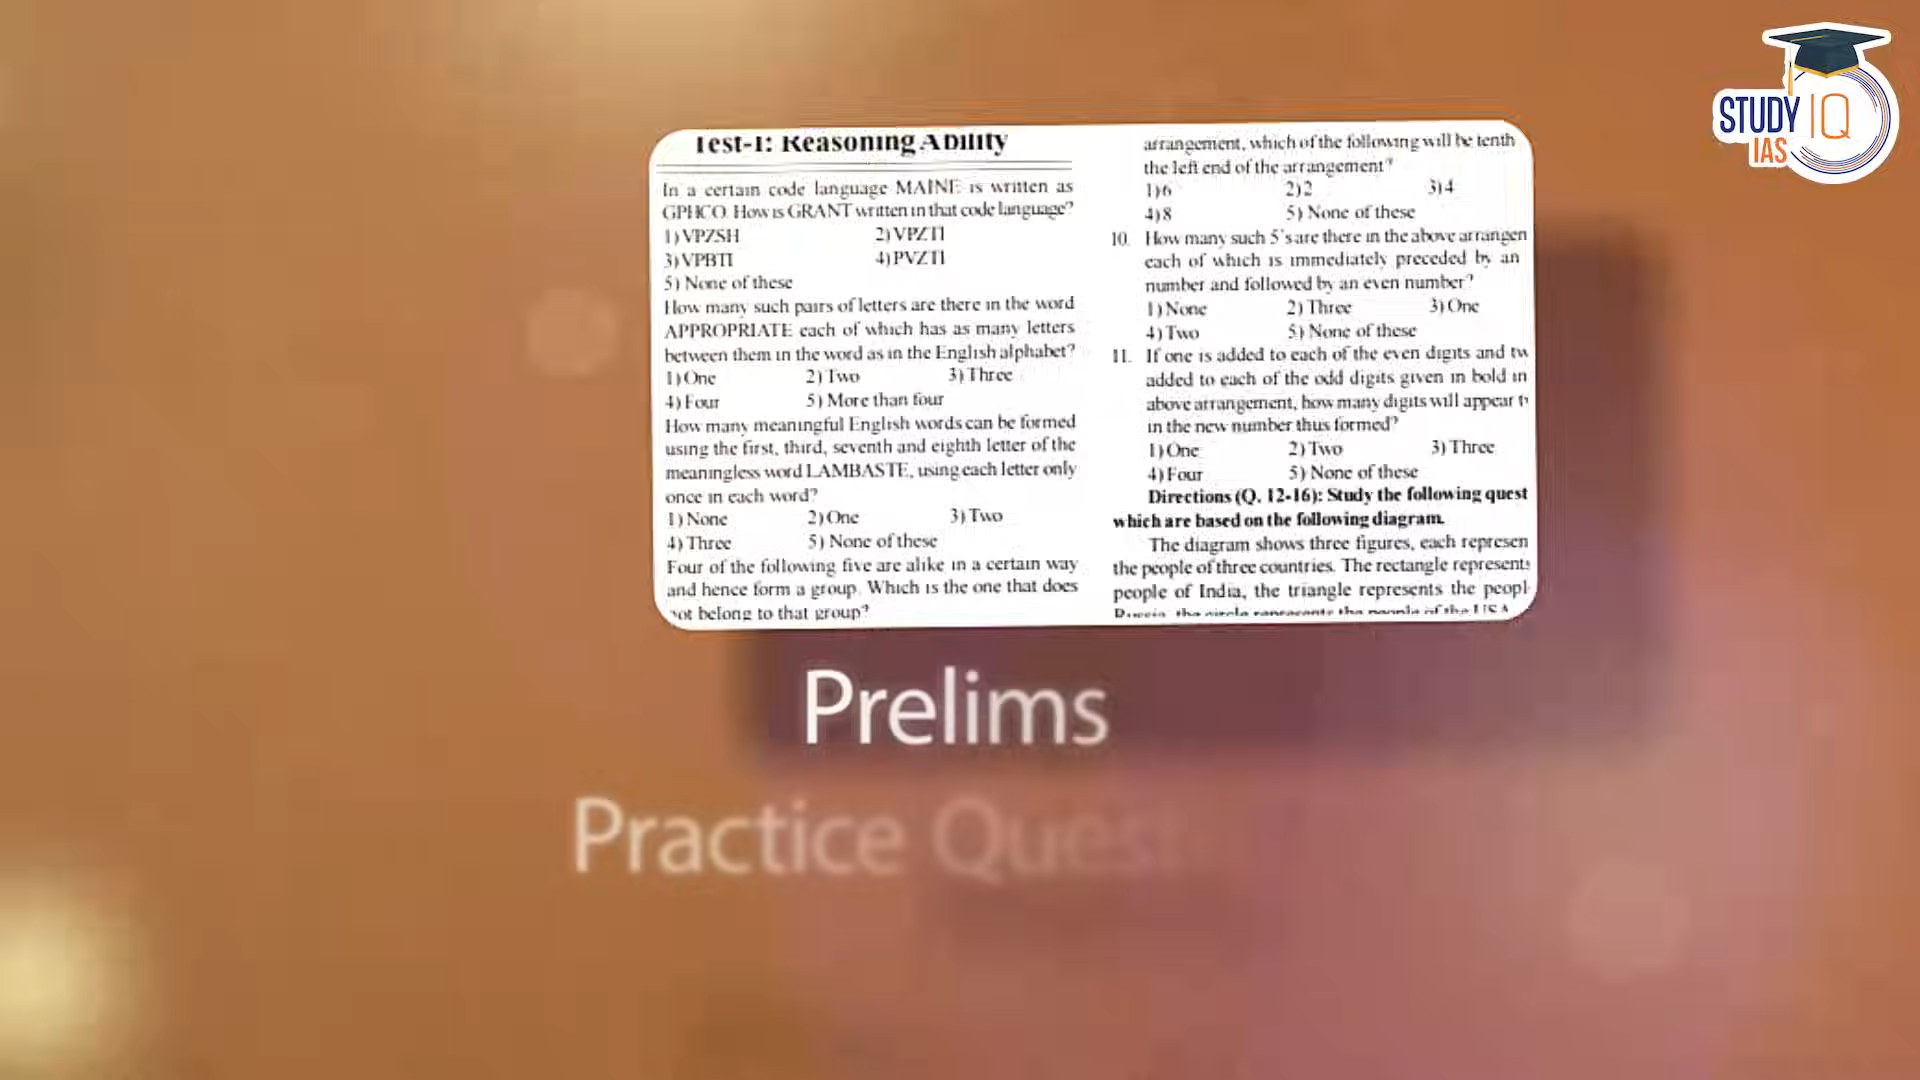 Test-I: Reasoning Ability
In a certain code language MAINE is written as
GPHCO. How is GRANT written in that code language?
1) VPZSH 2) VPZTI
3) VPBTI 4) PVZTI
5) None of these
How many such pairs of letters are there in the word
APPROPRIATE each of which has as many letters
between them in the word as in the English alphabet?
1) One 2) Two 3) Three
4) Four 5) More than four
How many meaningful English words can be formed
using the first, third, seventh and eighth letter of the
meaningless word LAMBASTE, using each letter only
once in each word?
1) None 2) One 3) Two
4) Three 5) None of these
Four of the following five are alike in a certain way
and hence form a group. Which is the one that does
not belong to that group?
arrangement, which of the following will be tenth
the left end of the arrangement?
1) 6 2) 2 3) 4
4) 8 5) None of these
10. How many such 5's are there in the above arrangen
each of which is immediately preceded by an
number and followed by an even number?
1) None 2) Three 3) One
4) Two 5) None of these
11. If one is added to each of the even digits and tw
added to each of the odd digits given in bold in
above arrangement, how many digits will appear t
in the new number thus formed?
1) One 2) Two 3) Three
4) Four 5) None of these
Directions (Q. 12-16): Study the following quest
which are based on the following diagram.
The diagram shows three figures, each represen
the people of three countries. The rectangle represents
people of India, the triangle represents the peopl
Russia, the circle represents the people of the USA
Prelims
Practice Quest
STUDY IQ
IAS